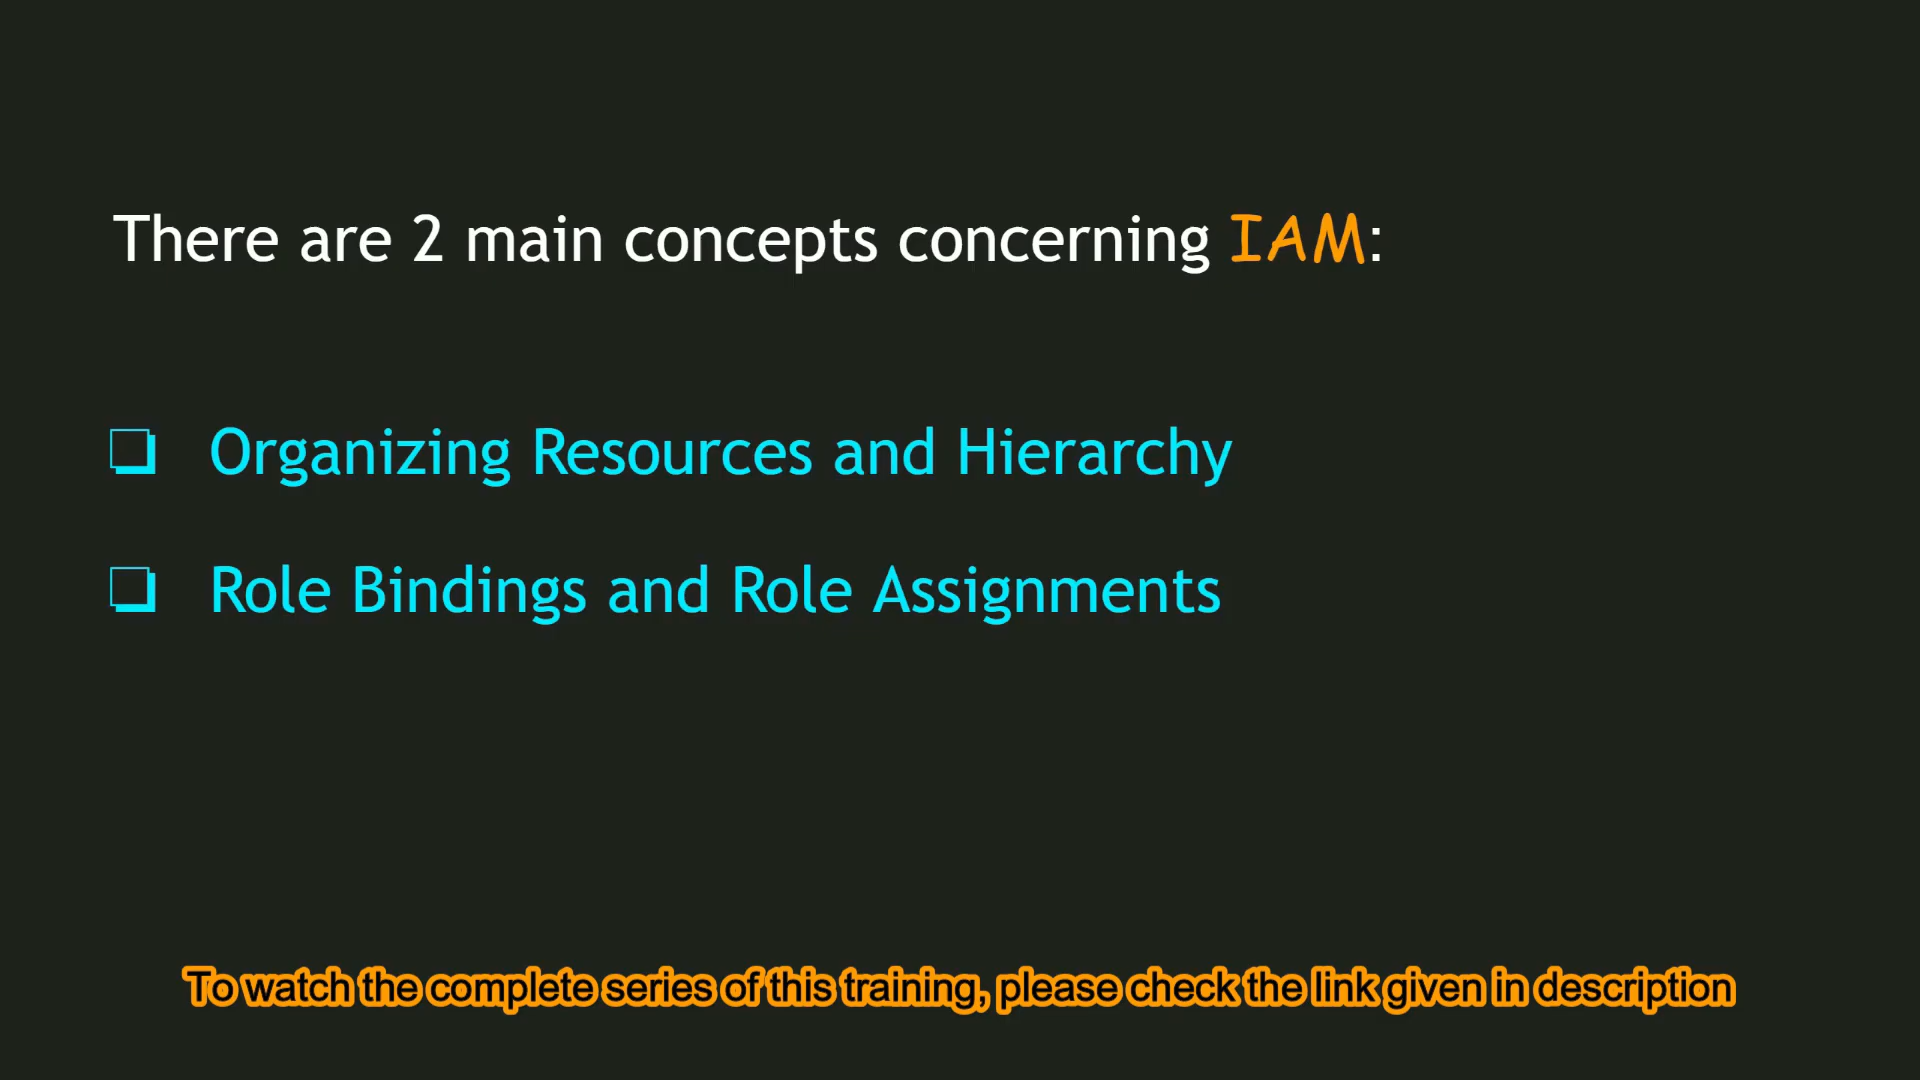 There are 2 main concepts concerning IAM:
❏ Organizing Resources and Hierarchy
❏ Role Bindings and Role Assignments
To watch the complete series of this training, please check the link given in description